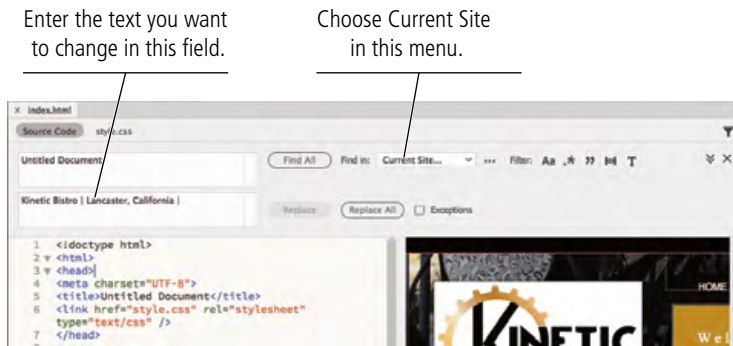 Enter the text you want
to change in this field.
Choose Current Site
in this menu.
× index.html
Source Code style.css
Untitled Document
Find All Find in: Current Site... ••• Filter: Aa .* T
Kinetic Bistro | Lancaster, California |
Replace Replace All Exceptions
1 <!doctype html>
2 <html>
3 <head>
4 <meta charset="UTF-8">
5 <title>Untitled Document</title>
6 <link href="style.css" rel="stylesheet"
type="text/css" />
7 </head>
HOME
KINETIC
Wel